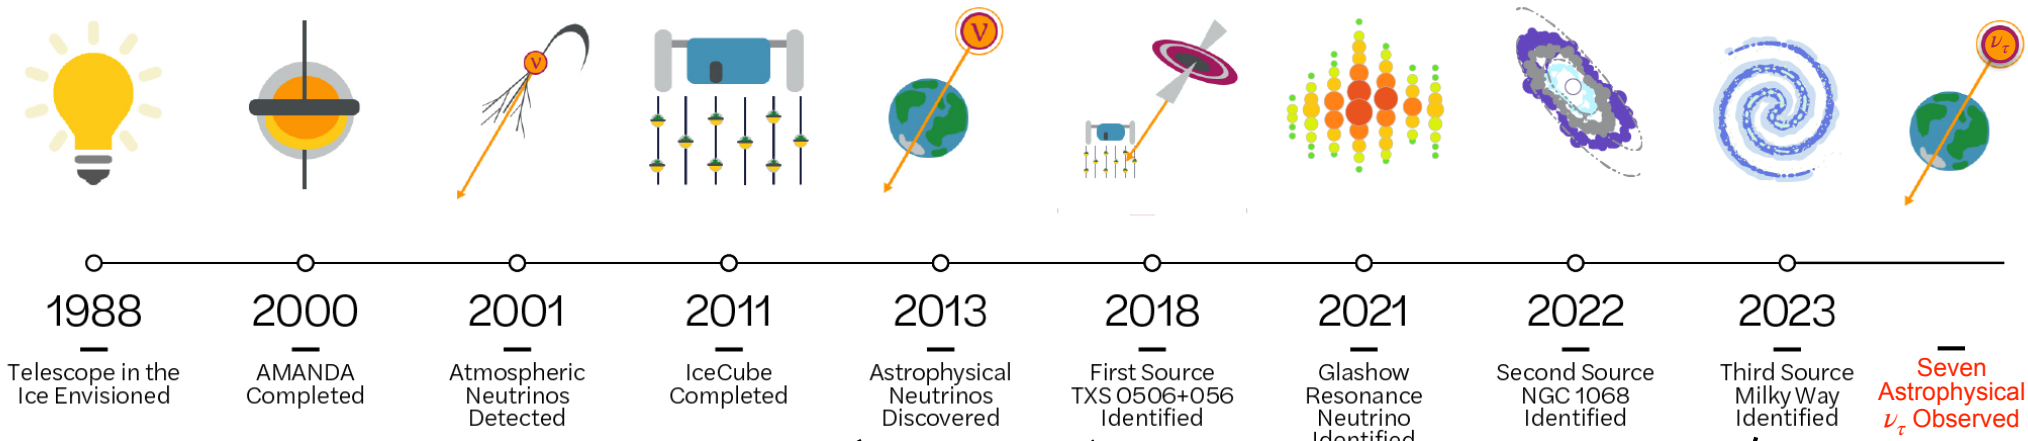 ν
ν
ν
ν_τ
1988
Telescope in the
Ice Envisioned
2000
AMANDA
Completed
2001
Atmospheric
Neutrinos
Detected
2011
IceCube
Completed
2013
Astrophysical
Neutrinos
Discovered
2018
First Source
TXS 0506+056
Identified
2021
Glashow
Resonance
Neutrino
Identified
2022
Second Source
NGC 1068
Identified
2023
Third Source
Milky Way
Identified
Seven
Astrophysical
ν_τ Observed